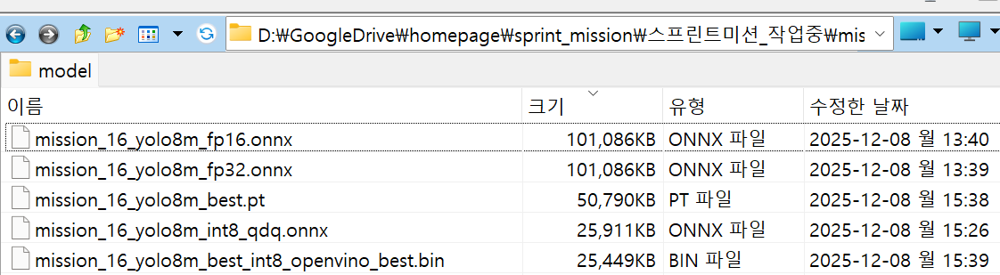 D:₩GoogleDrive₩homepage₩sprint_mission₩스프린트미션_작업중₩mis
model
이름 크기 유형 수정한 날짜
mission_16_yolo8m_fp16.onnx 101,086KB ONNX 파일 2025-12-08 월 13:40
mission_16_yolo8m_fp32.onnx 101,086KB ONNX 파일 2025-12-08 월 13:39
mission_16_yolo8m_best.pt 50,790KB PT 파일 2025-12-08 월 15:38
mission_16_yolo8m_int8_qdq.onnx 25,911KB ONNX 파일 2025-12-08 월 15:26
mission_16_yolo8m_best_int8_openvino_best.bin 25,449KB BIN 파일 2025-12-08 월 15:39